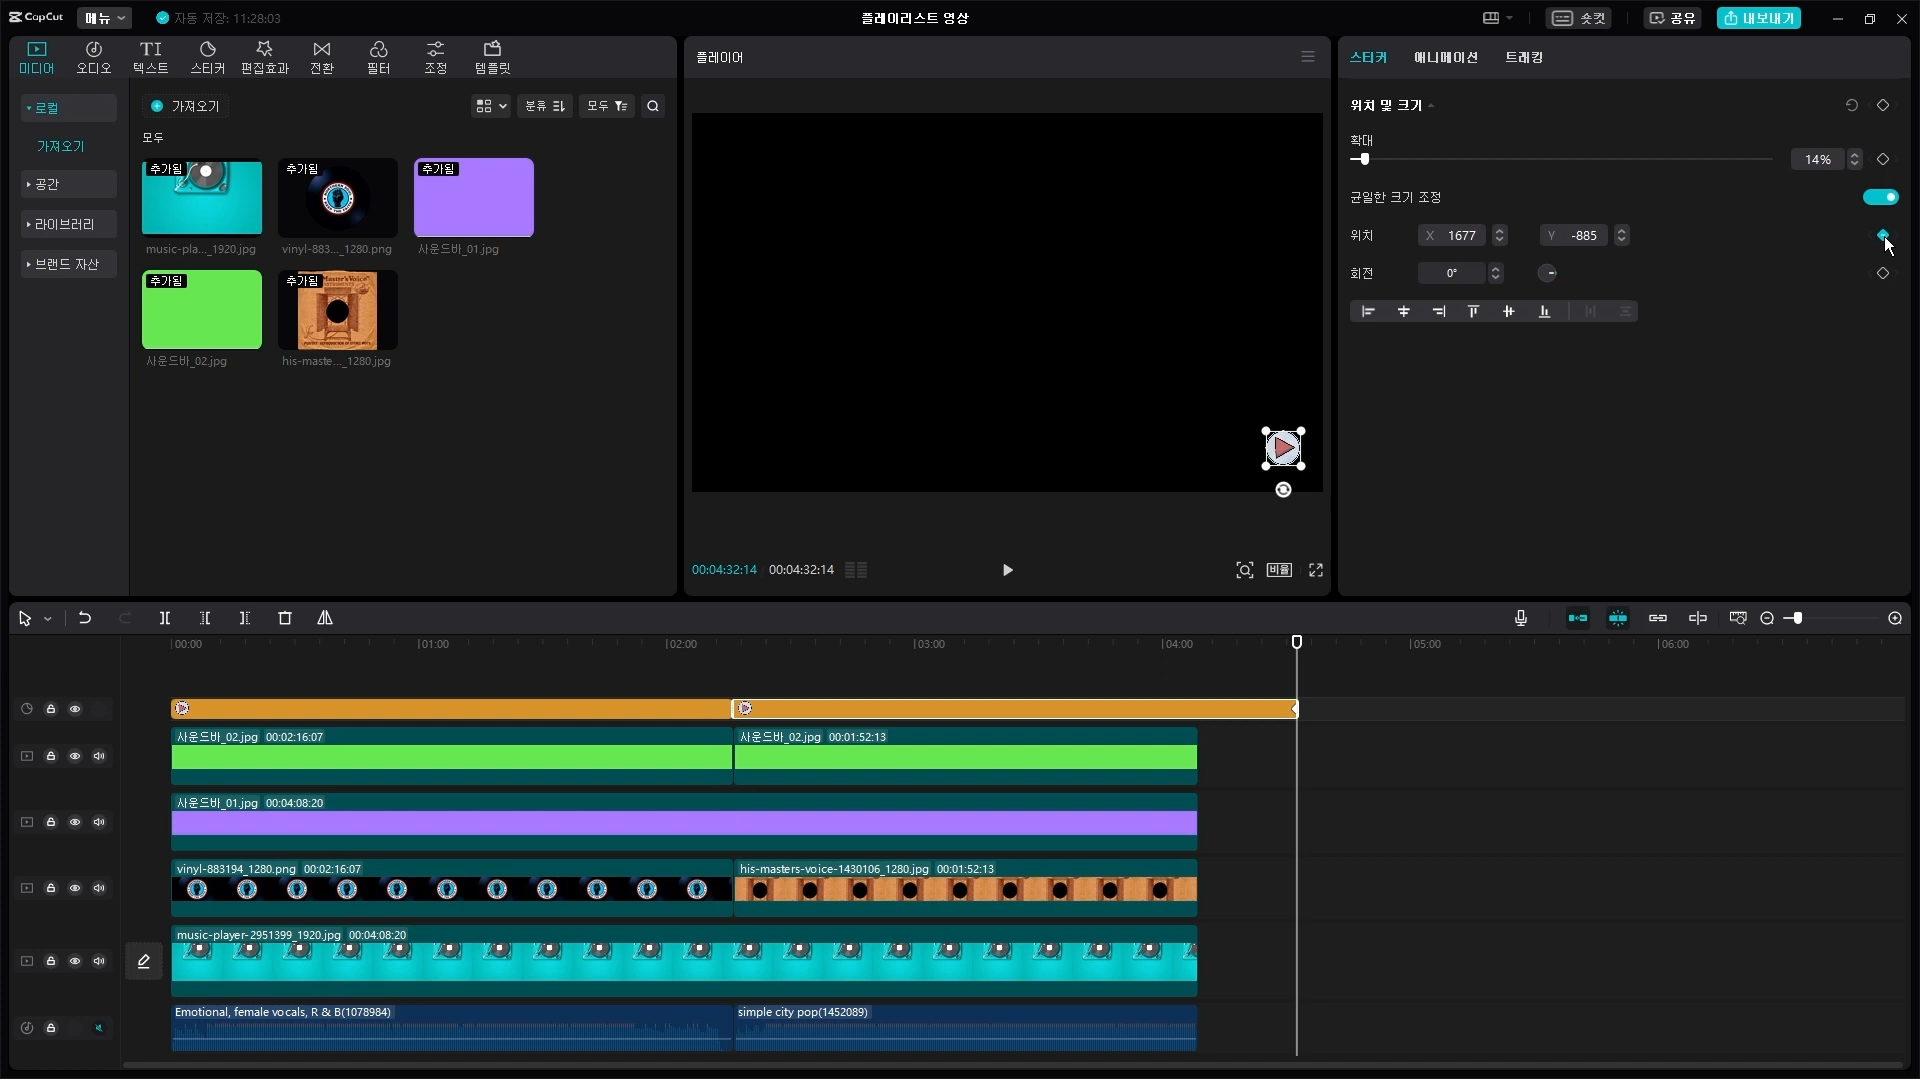 CapCut 메뉴 자동 저장: 11:28:03 플레이리스트 영상 숏컷 공유 내보내기
미디어 오디오 텍스트 스티커 편집효과 전환 필터 조정 템플릿
로컬
가져오기
공간
라이브러리
브랜드 자산
가져오기 분류 모두
모두
추가됨 추가됨 추가됨
music-pla..._1920.jpg vinyl-883..._1280.png 사운드바_01.jpg
추가됨 추가됨
사운드바_02.jpg his-maste..._1280.jpg
플레이어
00:04:32:14 00:04:32:14 비율
스티커 애니메이션 트래킹
위치 및 크기
확대
14%
균일한 크기 조정
위치 X 1677 Y -885
회전 0°
00:00 01:00 02:00 03:00 04:00 05:00 06:00
사운드바_02.jpg 00:02:16:07 사운드바_02.jpg 00:01:52:13
사운드바_01.jpg 00:04:08:20
vinyl-883194_1280.png 00:02:16:07 his-masters-voice-1430106_1280.jpg 00:01:52:13
music-player-2951399_1920.jpg 00:04:08:20
Emotional, female vocals, R & B(1078984) simple city pop(1452089)